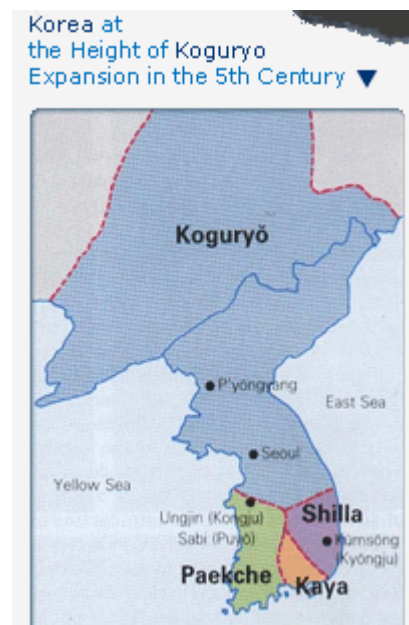 Korea at
the Height of Koguryo
Expansion in the 5th Century
Koguryŏ
P'yŏngyang
East Sea
Seoul
Yellow Sea
Ungjin (Kongju)
Shilla
Sabi (Puyŏ)
Kŭmsŏng
(Kyŏngju)
Paekche
Kaya